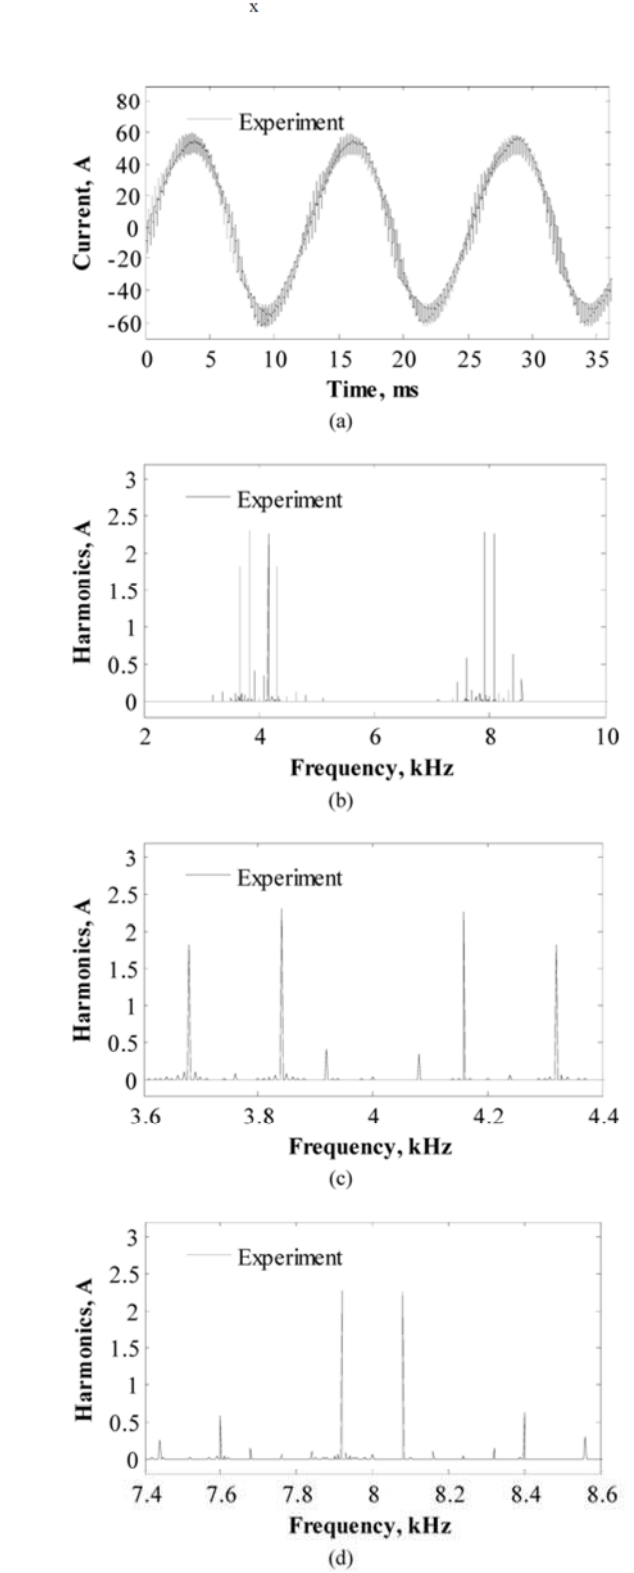 x
80
60
40
20
0
-20
-40
-60
Current, A
Experiment
0 5 10 15 20 25 30 35
Time, ms
(a)
3
2.5
2
1.5
1
0.5
0
Harmonics, A
Experiment
2 4 6 8 10
Frequency, kHz
(b)
3
2.5
2
1.5
1
0.5
0
Harmonics, A
Experiment
3.6 3.8 4 4.2 4.4
Frequency, kHz
(c)
3
2.5
2
1.5
1
0.5
0
Harmonics, A
Experiment
7.4 7.6 7.8 8 8.2 8.4 8.6
Frequency, kHz
(d)